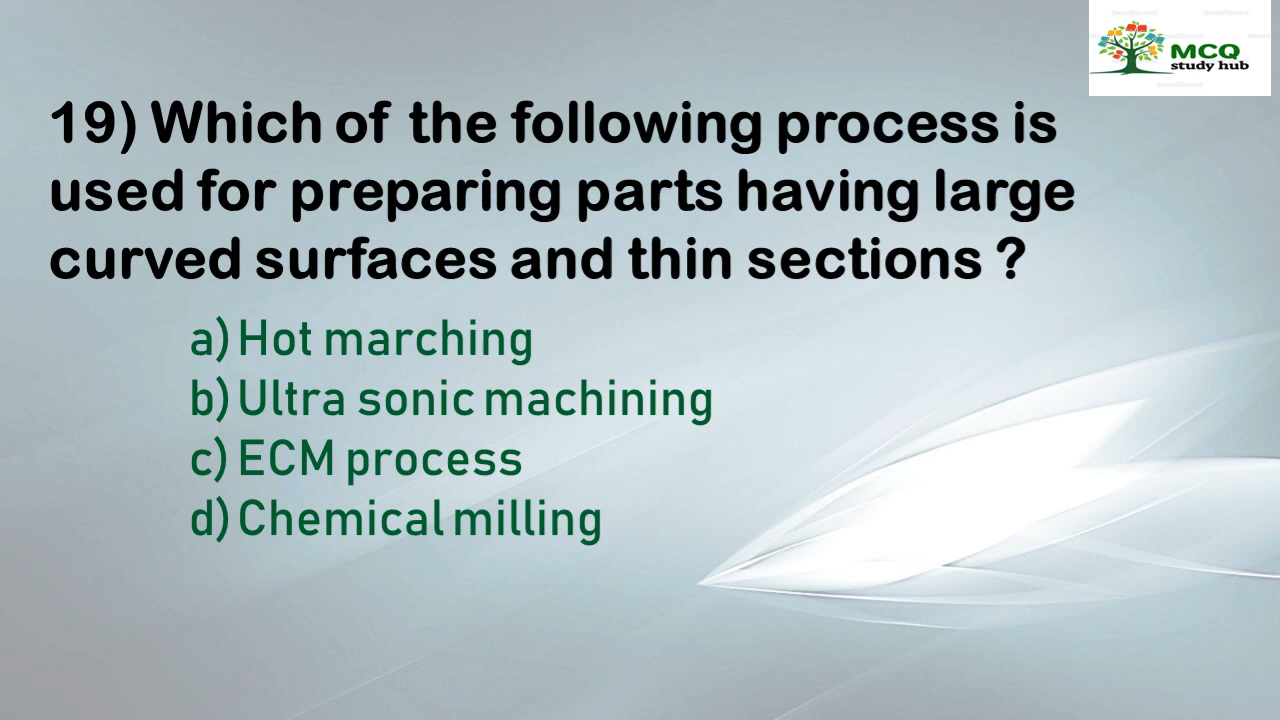 MCQ
study hub
19) Which of the following process is
used for preparing parts having large
curved surfaces and thin sections ?
a) Hot marching
b) Ultra sonic machining
c) ECM process
d) Chemical milling